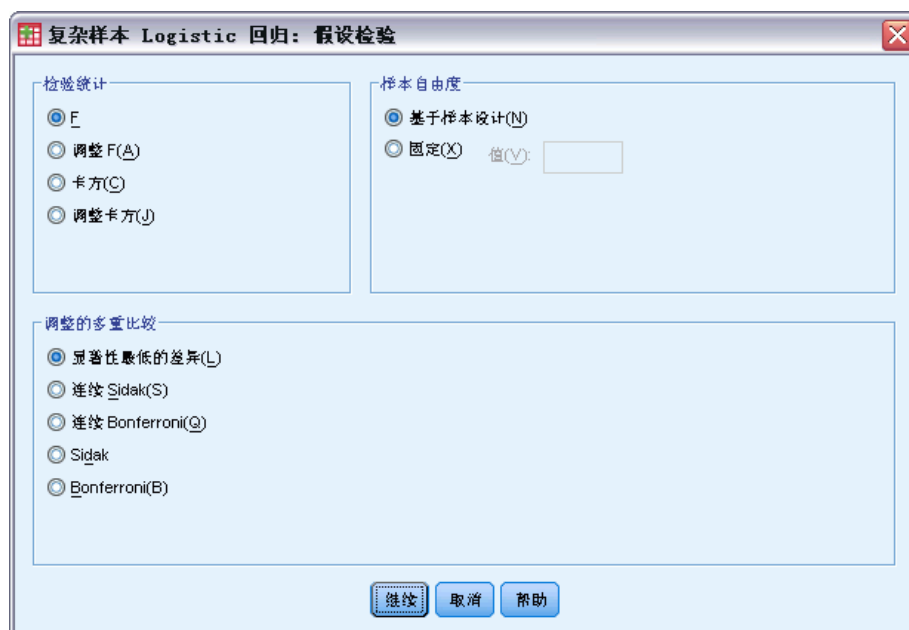 复杂样本 Logistic 回归: 假设检验
检验统计
F
调整 F(A)
卡方(C)
调整卡方(J)
样本自由度
基于样本设计(N)
固定(X) 值(V):
调整的多重比较
显著性最低的差异(L)
连续 Sidak(S)
连续 Bonferroni(Q)
Sidak
Bonferroni(B)
继续 取消 帮助